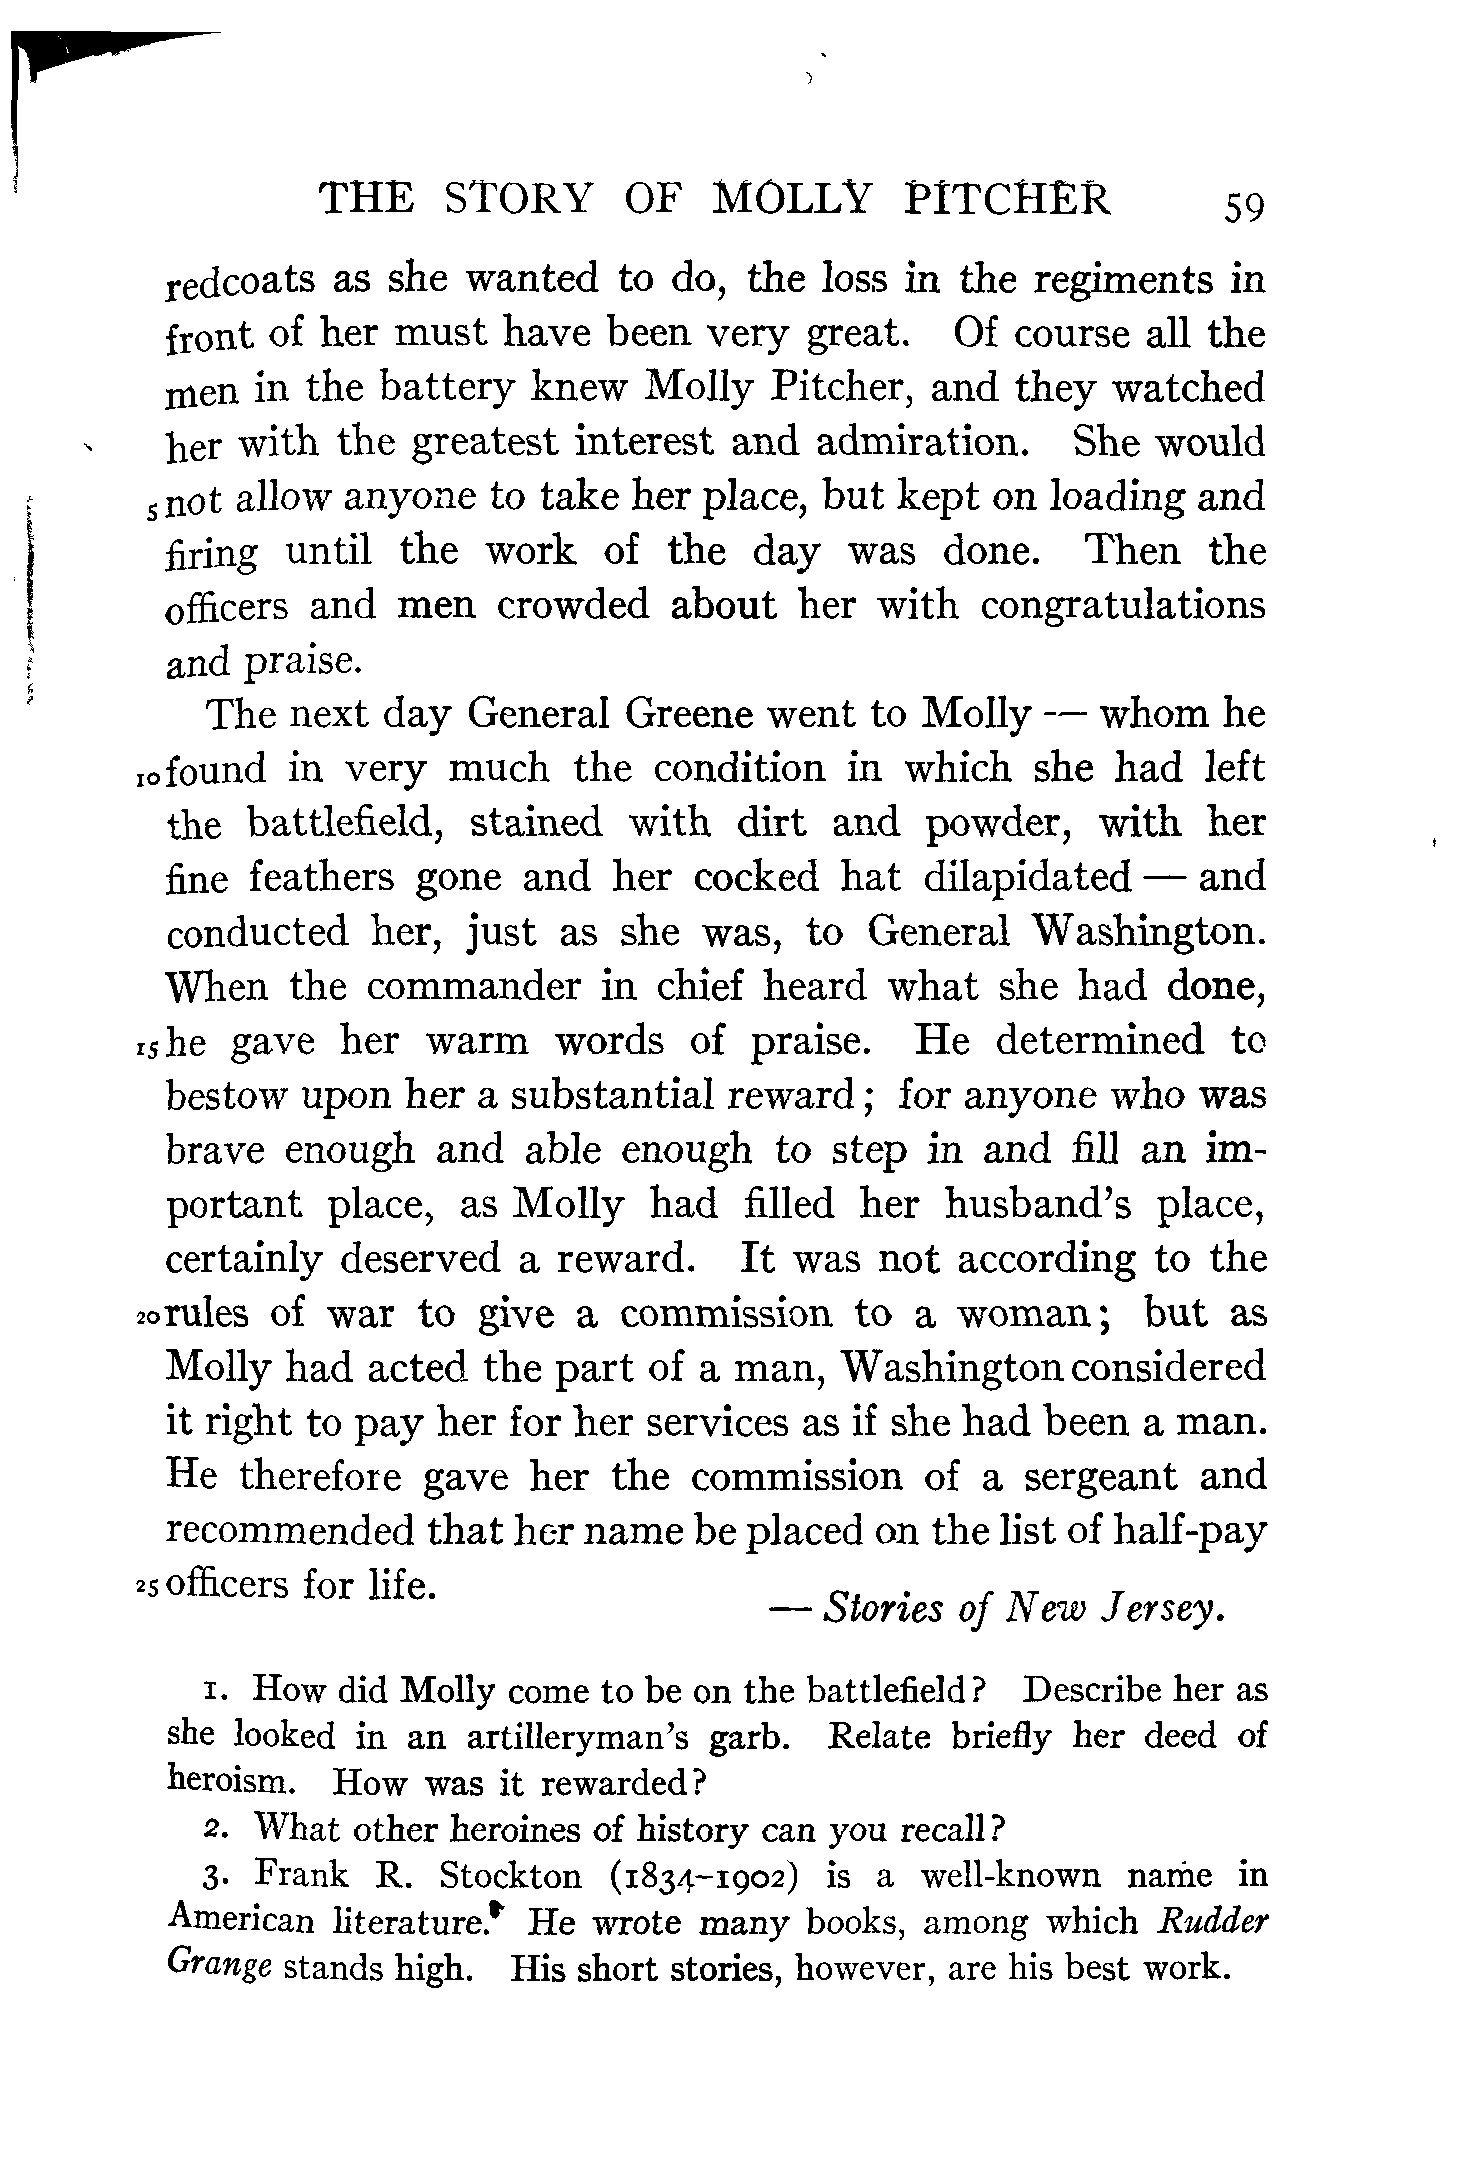 THE STORY OF MOLLY PITCHER 59
redcoats as she wanted to do, the loss in the regiments in
front of her must have been very great. Of course all the
men in the battery knew Molly Pitcher, and they watched
her with the greatest interest and admiration. She would
5 not allow anyone to take her place, but kept on loading and
firing until the work of the day was done. Then the
officers and men crowded about her with congratulations
and praise.
The next day General Greene went to Molly — whom he
10 found in very much the condition in which she had left
the battlefield, stained with dirt and powder, with her
fine feathers gone and her cocked hat dilapidated — and
conducted her, just as she was, to General Washington.
When the commander in chief heard what she had done,
15 he gave her warm words of praise. He determined to
bestow upon her a substantial reward; for anyone who was
brave enough and able enough to step in and fill an im-
portant place, as Molly had filled her husband's place,
certainly deserved a reward. It was not according to the
20 rules of war to give a commission to a woman; but as
Molly had acted the part of a man, Washington considered
it right to pay her for her services as if she had been a man.
He therefore gave her the commission of a sergeant and
recommended that her name be placed on the list of half-pay
25 officers for life.
— Stories of New Jersey.
1. How did Molly come to be on the battlefield? Describe her as
she looked in an artilleryman's garb. Relate briefly her deed of
heroism. How was it rewarded?
2. What other heroines of history can you recall?
3. Frank R. Stockton (1834–1902) is a well-known name in
American literature. He wrote many books, among which Rudder
Grange stands high. His short stories, however, are his best work.